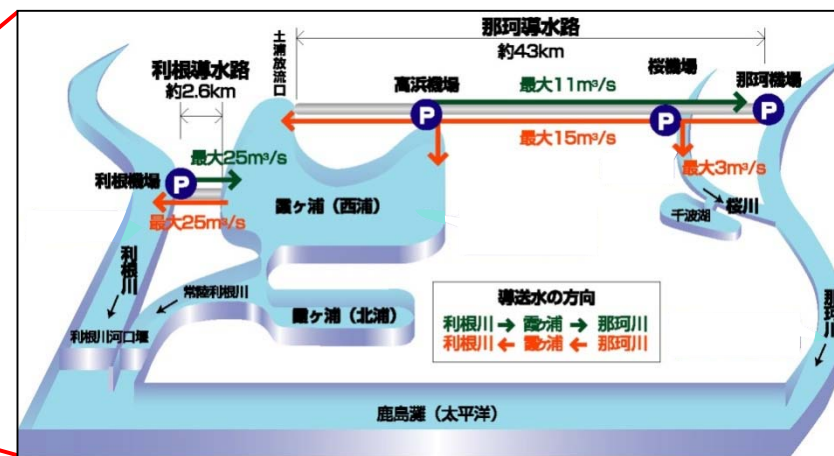 那珂導水路
約43km
土浦放流口
利根導水路
約2.6km
高浜機場
桜機場
那珂機場
最大11m³/s
P
P
P
最大15m³/s
最大25m³/s
最大3m³/s
利根機場
P
最大25m³/s
霞ヶ浦（西浦）
千波湖
桜川
利根川
常陸利根川
霞ヶ浦（北浦）
導送水の方向
利根川 → 霞ヶ浦 → 那珂川
利根川 ← 霞ヶ浦 ← 那珂川
那珂川
利根川河口堰
鹿島灘（太平洋）